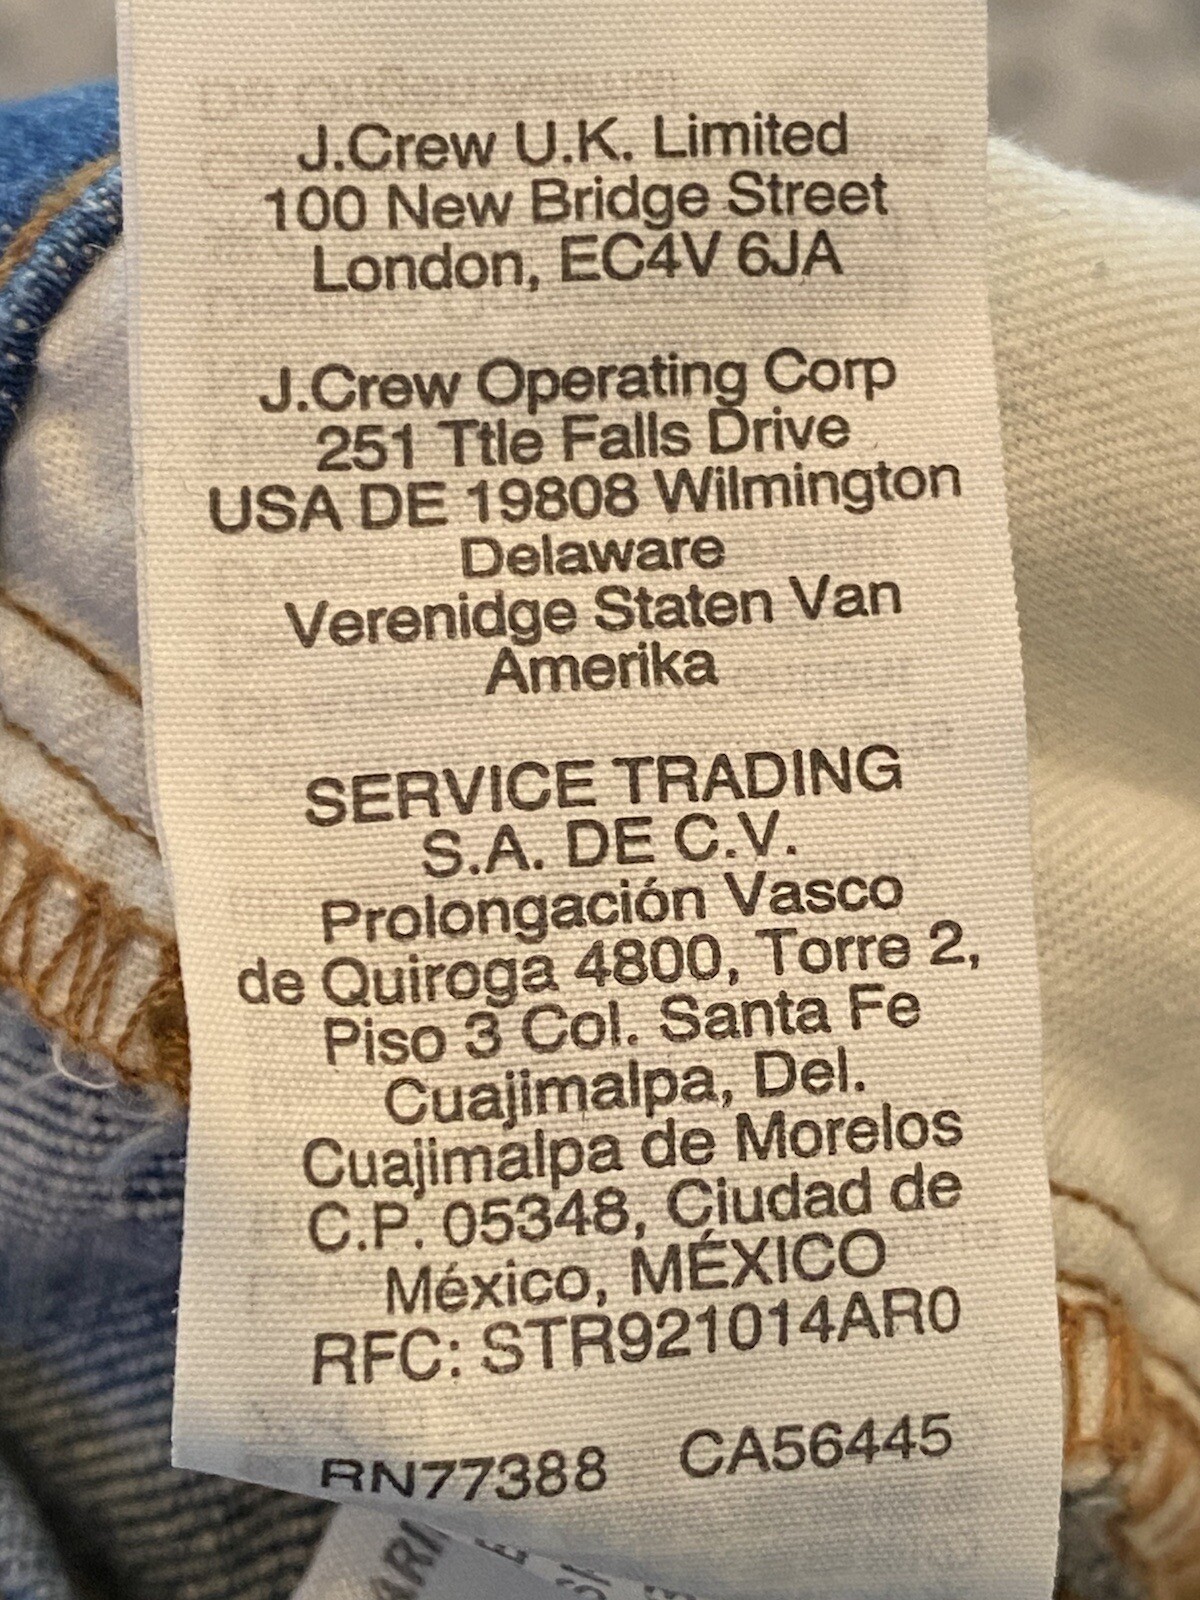 J.Crew U.K. Limited
100 New Bridge Street
London, EC4V 6JA
J.Crew Operating Corp
251 Ttle Falls Drive
USA DE 19808 Wilmington
Delaware
Verenidge Staten Van
Amerika
SERVICE TRADING
S.A. DE C.V.
Prolongación Vasco
de Quiroga 4800, Torre 2,
Piso 3 Col. Santa Fe
Cuajimalpa, Del.
Cuajimalpa de Morelos
C.P. 05348, Ciudad de
México, MÉXICO
RFC: STR921014AR0
RN77388 CA56445